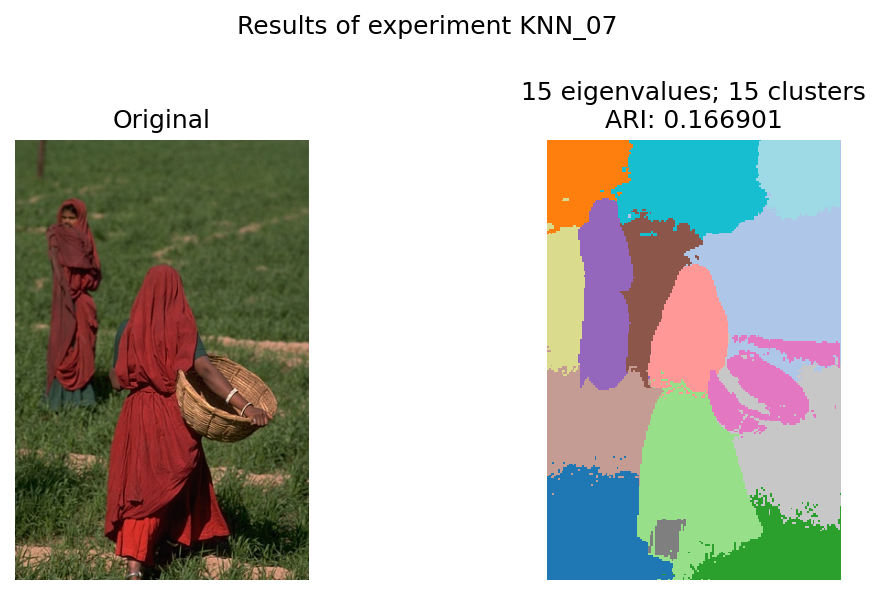 Results of experiment KNN_07
Original
15 eigenvalues; 15 clusters
ARI: 0.166901